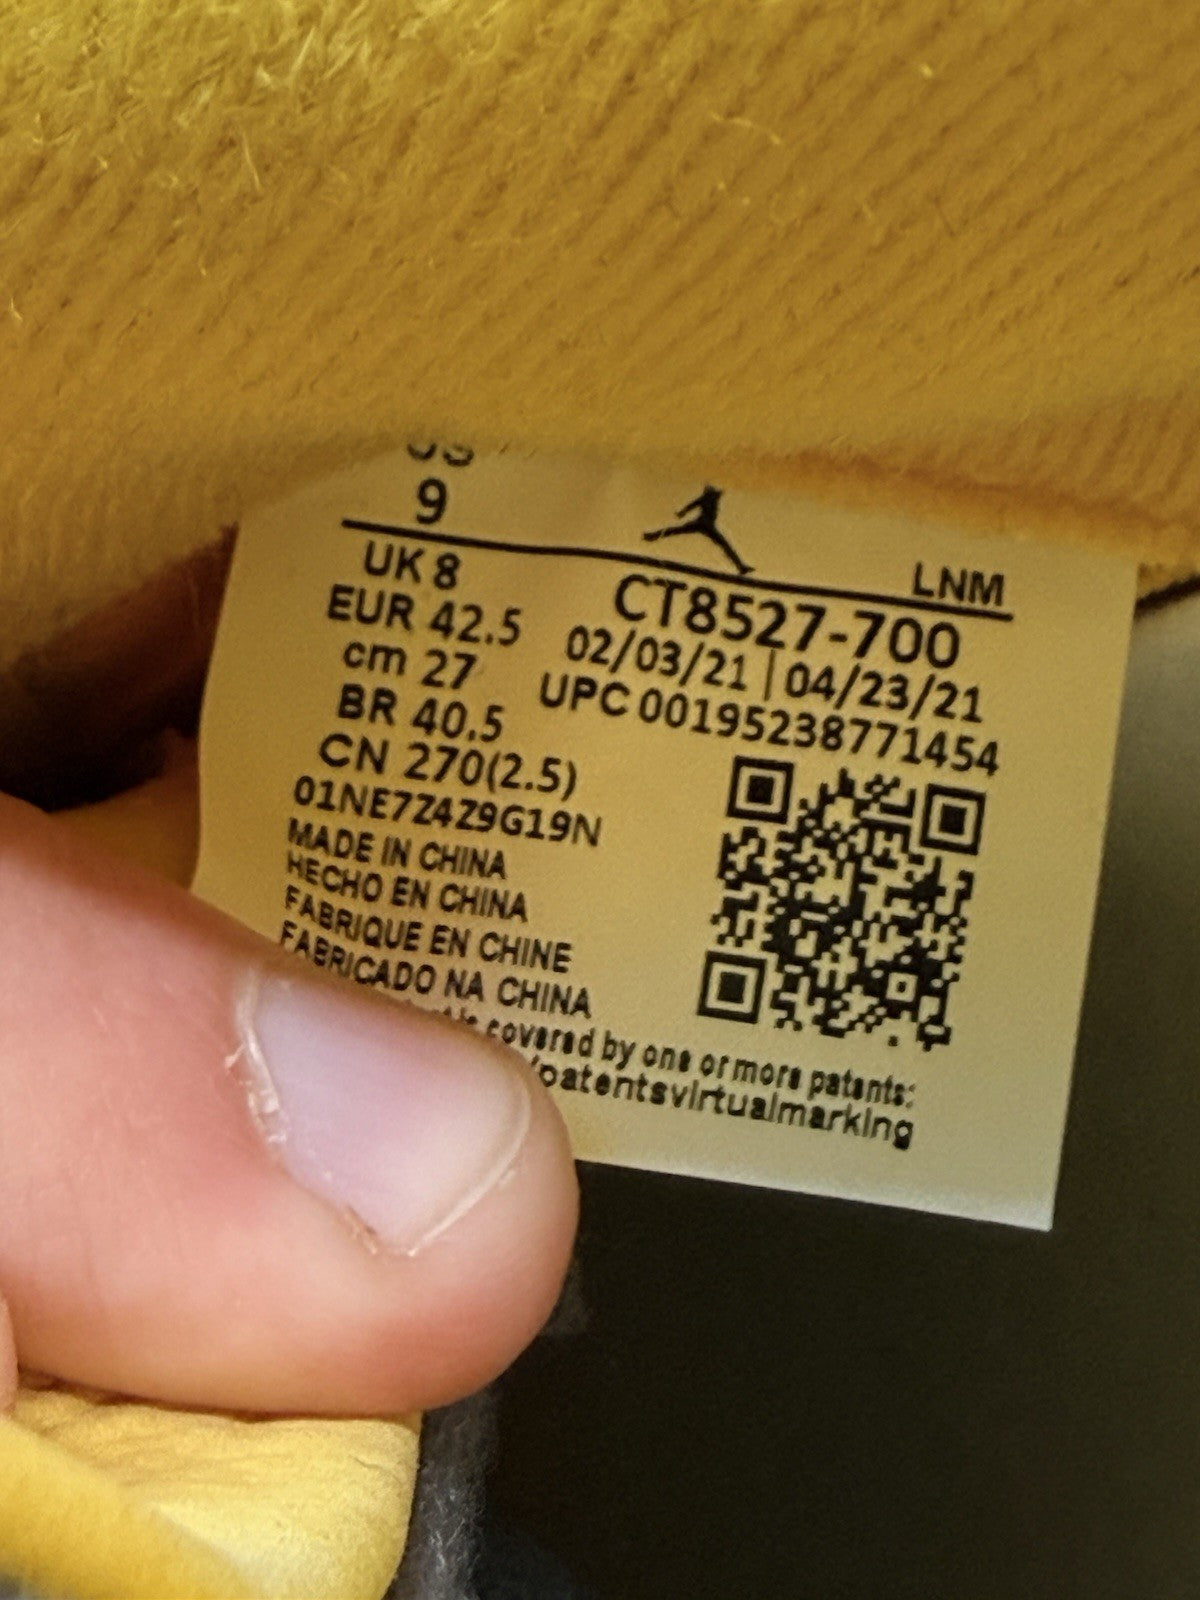 US
9
UK 8
EUR 42.5
cm 27
BR 40.5
CN 270(2.5)
01NE7Z4Z9G19N
MADE IN CHINA
HECHO EN CHINA
FABRIQUE EN CHINE
FABRICADO NA CHINA
LNM
CT8527-700
02/03/21 | 04/23/21
UPC 00195238771454
covered by one or more patents:
/patentsvirtualmarking